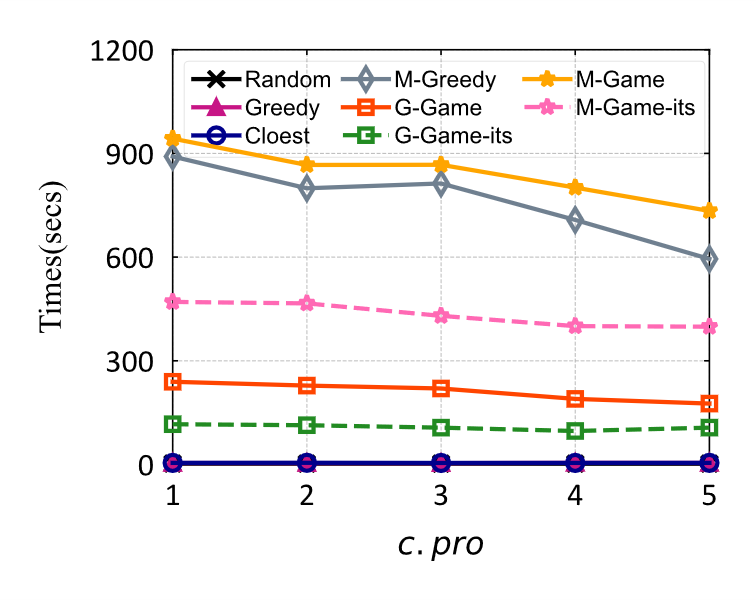 1200
900
600
300
0
Times(secs)
Random M-Greedy M-Game
Greedy G-Game M-Game-its
Cloest G-Game-its
1 2 3 4 5
c.pro